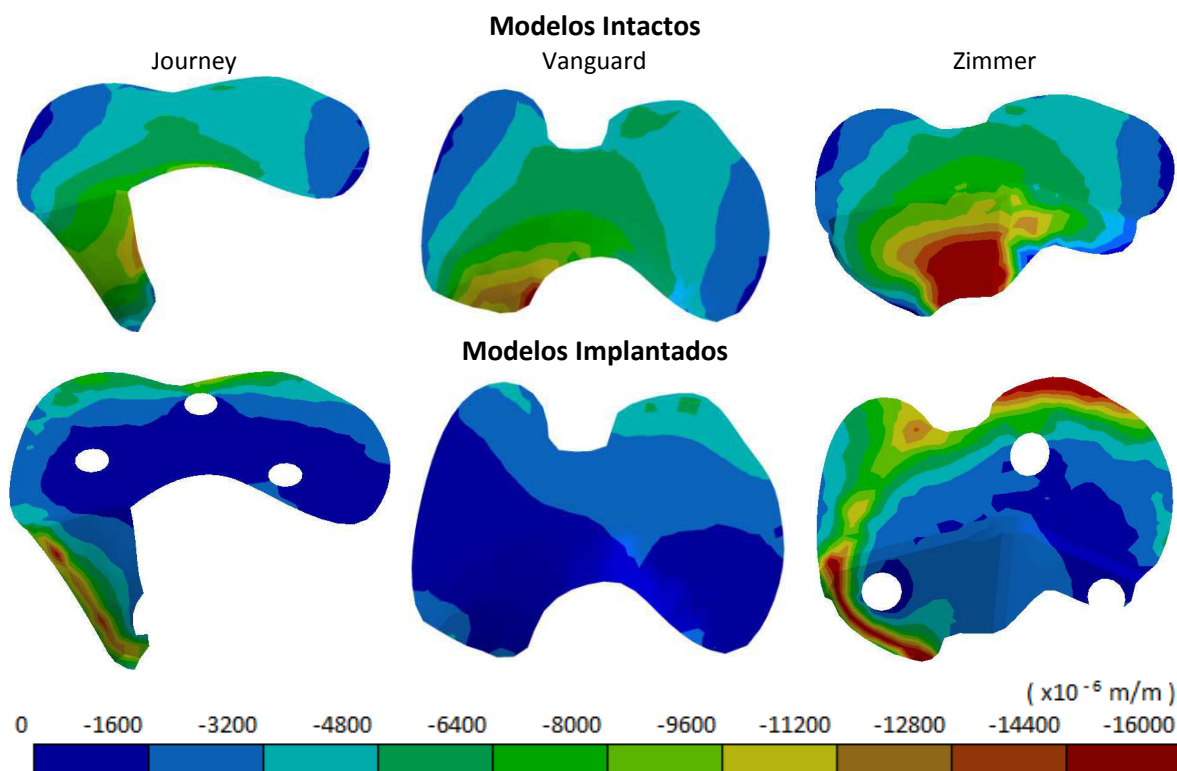 Modelos Intactos
Journey Vanguard Zimmer
Modelos Implantados
( x10⁻⁶ m/m )
0 -1600 -3200 -4800 -6400 -8000 -9600 -11200 -12800 -14400 -16000